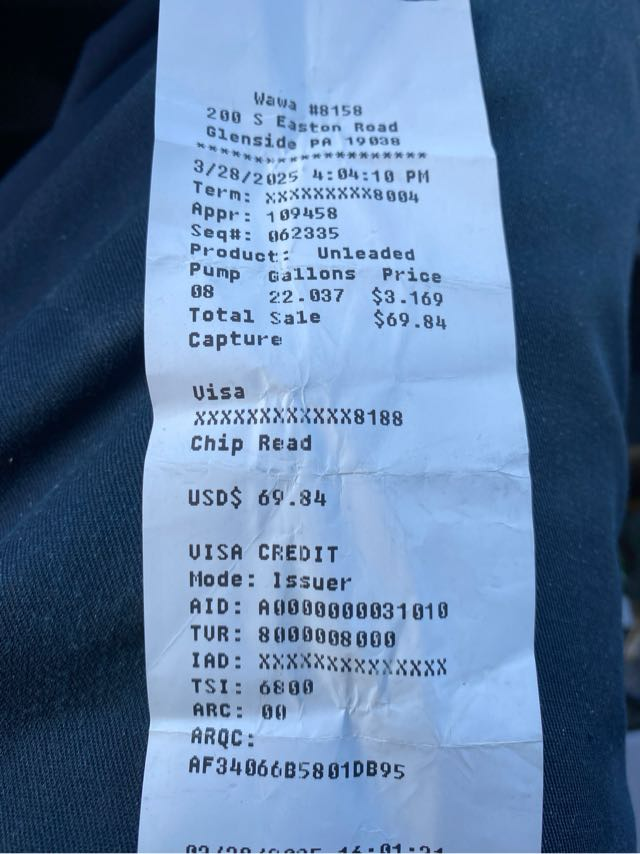 Wawa #8158
200 S Easton Road
Glenside PA 19038
********************
3/28/2025 4:04:10 PM
Term: XXXXXXXXX8004
Appr: 109458
Seq#: 062335
Product: Unleaded
Pump Gallons Price
08 22.037 $3.169
Total Sale $69.84
Capture
Visa
XXXXXXXXXXXX8188
Chip Read
USD$ 69.84
VISA CREDIT
Mode: Issuer
AID: A0000000031010
TVR: 8000008000
IAD: XXXXXXXXXXXXXX
TSI: 6800
ARC: 00
ARQC:
AF34066B5801DB95